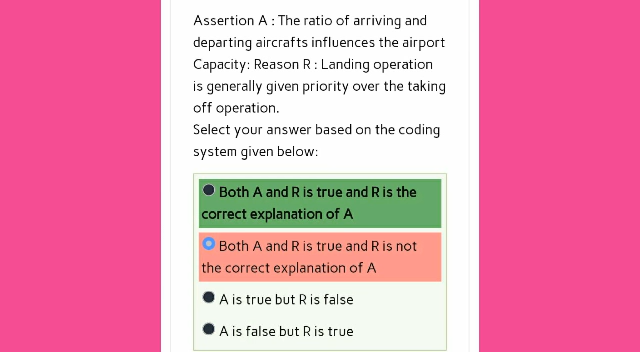 Assertion A : The ratio of arriving and
departing aircrafts influences the airport
Capacity: Reason R : Landing operation
is generally given priority over the taking
off operation.
Select your answer based on the coding
system given below:
Both A and R is true and R is the
correct explanation of A
Both A and R is true and R is not
the correct explanation of A
A is true but R is false
A is false but R is true